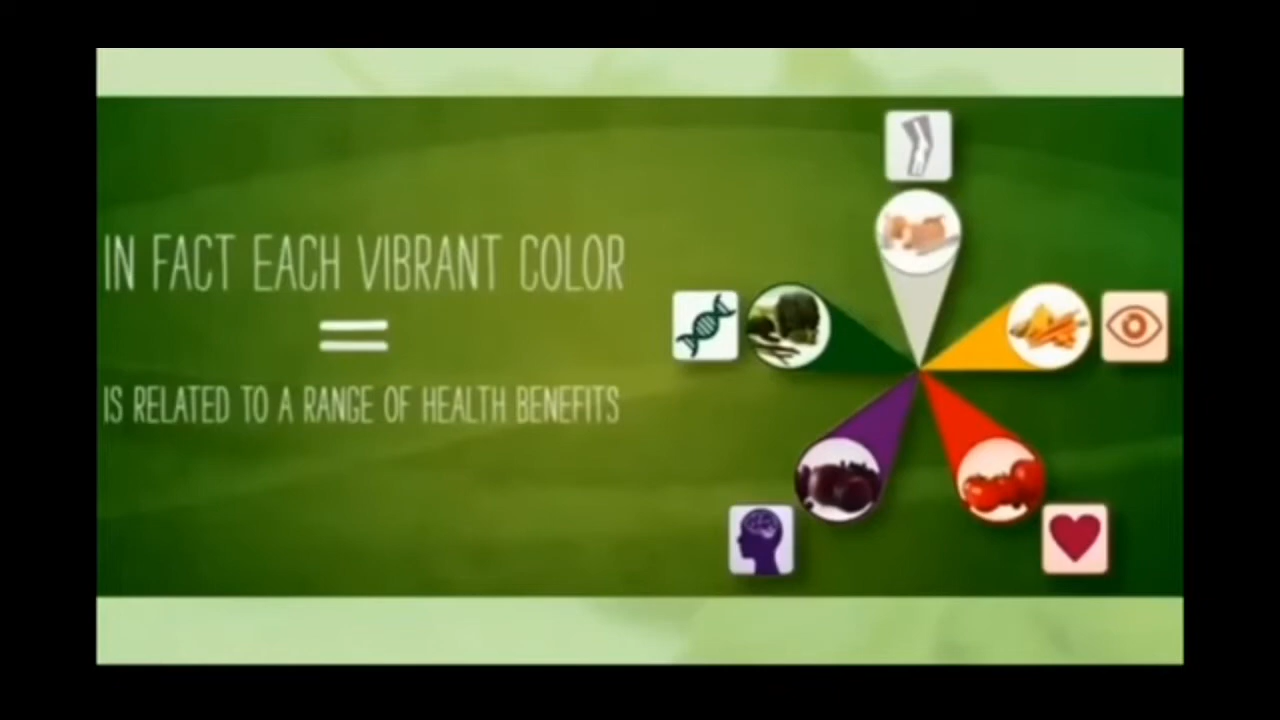 IN FACT EACH VIBRANT COLOR
=
IS RELATED TO A RANGE OF HEALTH BENEFITS